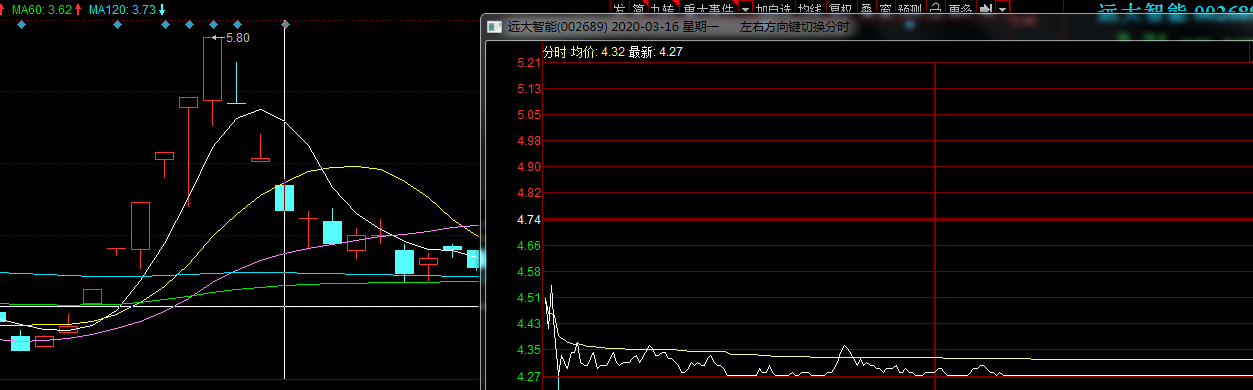 MA60: 3.62 MA120: 3.73
九转 重大事件 加自选 均线 复权 叠 窗 预测 更多
远大智能 002689
远大智能(002689) 2020-03-16 星期一 左右方向键切换分时
分时 均价: 4.32 最新: 4.27
5.80
5.21
5.13
5.05
4.98
4.90
4.82
4.74
4.66
4.58
4.51
4.43
4.35
4.27